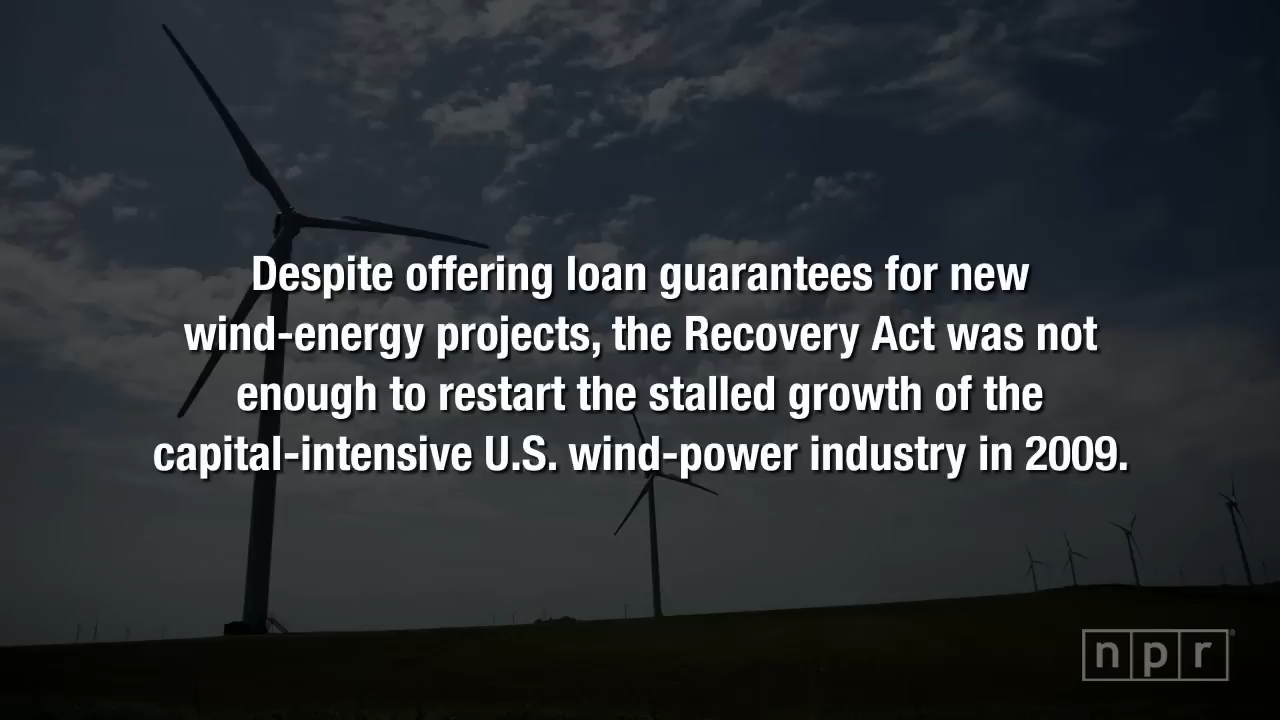 Despite offering loan guarantees for new
wind-energy projects, the Recovery Act was not
enough to restart the stalled growth of the
capital-intensive U.S. wind-power industry in 2009.
npr